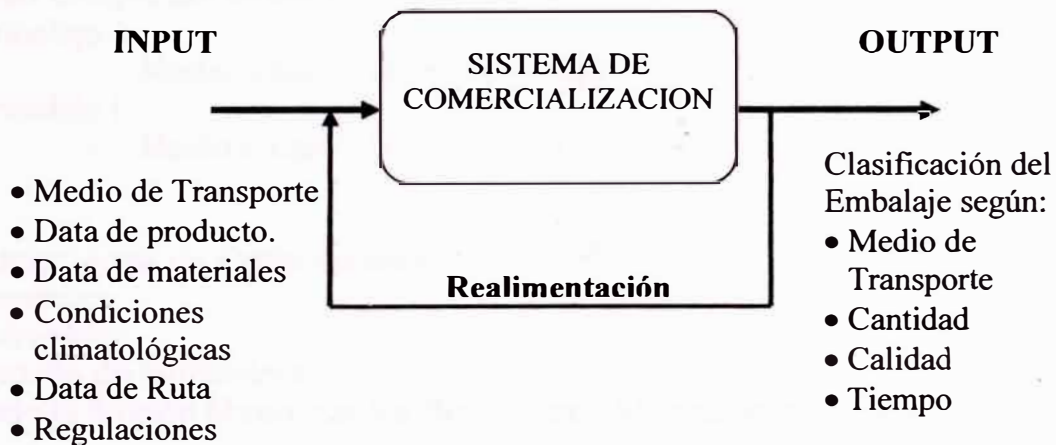 INPUT
SISTEMA DE
COMERCIALIZACION
OUTPUT
• Medio de Transporte
• Data de producto.
• Data de materiales
• Condiciones
climatológicas
• Data de Ruta
• Regulaciones
Realimentación
Clasificación del
Embalaje según:
• Medio de
Transporte
• Cantidad
• Calidad
• Tiempo